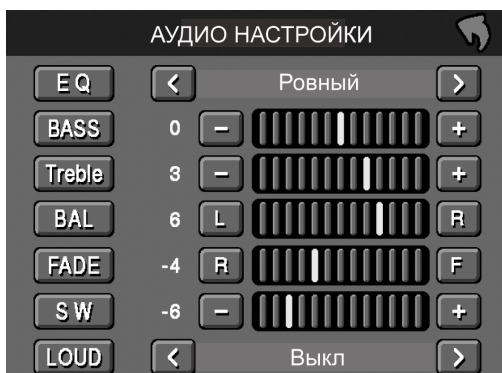 АУДИО НАСТРОЙКИ
EQ < Ровный >
BASS 0 - +
Treble 3 - +
BAL 6 L R
FADE -4 R F
SW -6 - +
LOUD < Выкл >